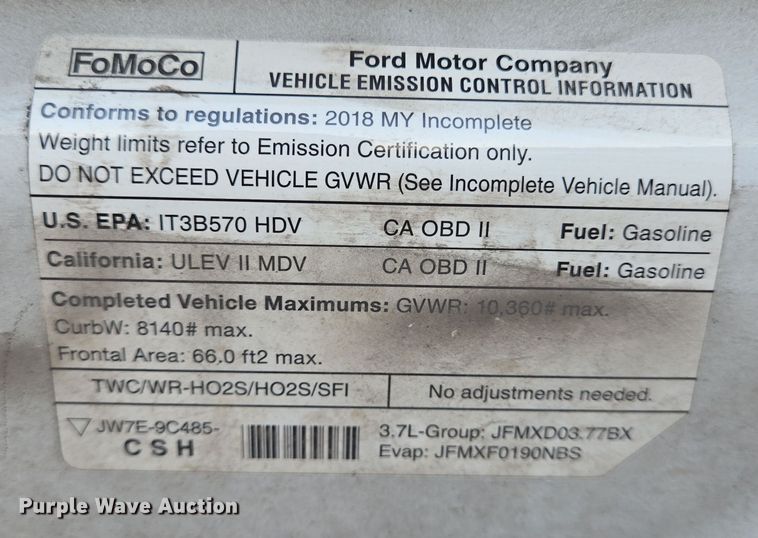 FoMoCo
Ford Motor Company
VEHICLE EMISSION CONTROL INFORMATION
Conforms to regulations: 2018 MY Incomplete
Weight limits refer to Emission Certification only.
DO NOT EXCEED VEHICLE GVWR (See Incomplete Vehicle Manual).
U.S. EPA: IT3B570 HDV CA OBD II Fuel: Gasoline
California: ULEV II MDV CA OBD II Fuel: Gasoline
Completed Vehicle Maximums: GVWR: 10,360# max.
CurbW: 8140# max.
Frontal Area: 66.0 ft2 max.
TWC/WR-HO2S/HO2S/SFI No adjustments needed.
JW7E-9C485-
CSH
3.7L-Group: JFMXD03.77BX
Evap: JFMXF0190NBS
Purple Wave Auction